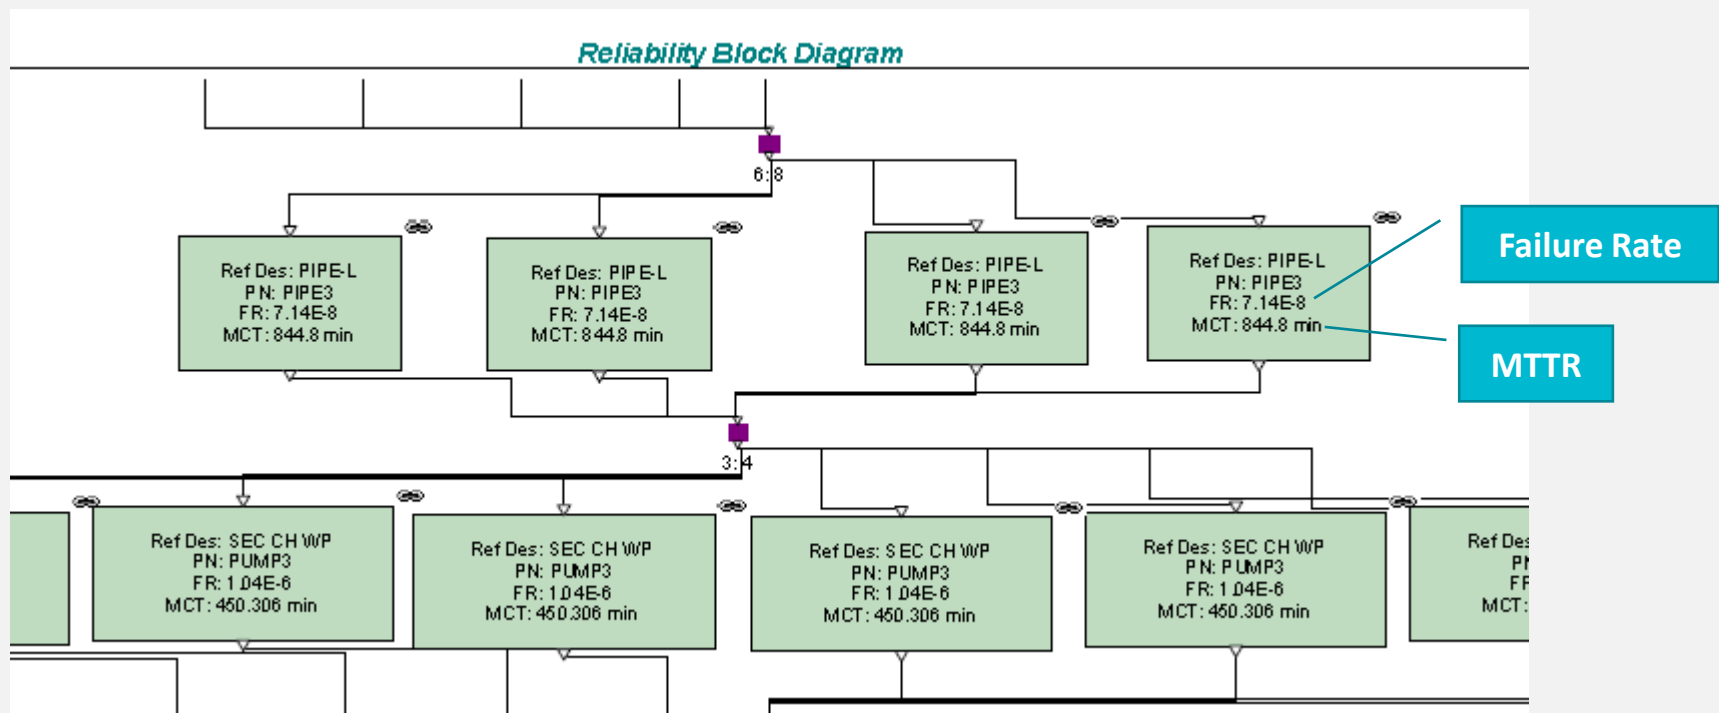 Reliability Block Diagram
6:8
Ref Des: PIPE-L
PN: PIPE3
FR: 7.14E-8
MCT: 844.8 min
Ref Des: PIPE-L
PN: PIPE3
FR: 7.14E-8
MCT: 844.8 min
Ref Des: PIPE-L
PN: PIPE3
FR: 7.14E-8
MCT: 844.8 min
Ref Des: PIPE-L
PN: PIPE3
FR: 7.14E-8
MCT: 844.8 min
Failure Rate
MTTR
3:4
Ref Des: SEC CH WP
PN: PUMP3
FR: 1.04E-6
MCT: 450.306 min
Ref Des: SEC CH WP
PN: PUMP3
FR: 1.04E-6
MCT: 450.306 min
Ref Des: SEC CH WP
PN: PUMP3
FR: 1.04E-6
MCT: 450.306 min
Ref Des: SEC CH WP
PN: PUMP3
FR: 1.04E-6
MCT: 450.306 min
Ref Des
MCT: